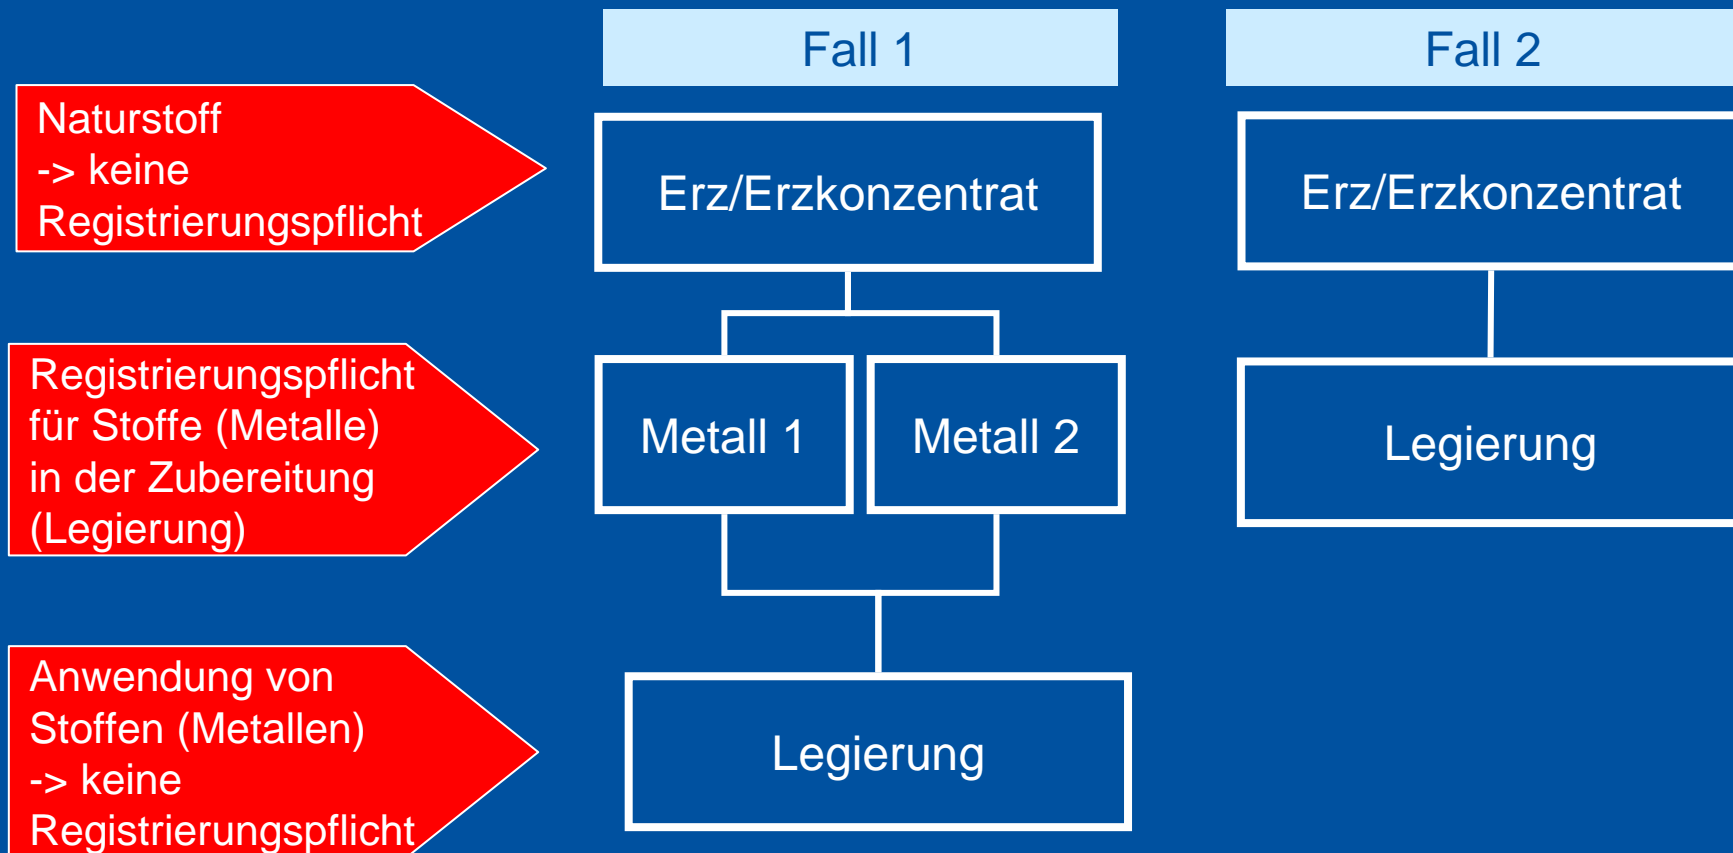 Fall 1
Fall 2
Naturstoff
-> keine
Registrierungspflicht
Erz/Erzkonzentrat
Erz/Erzkonzentrat
Registrierungspflicht
für Stoffe (Metalle)
in der Zubereitung
(Legierung)
Metall 1
Metall 2
Legierung
Anwendung von
Stoffen (Metallen)
-> keine
Registrierungspflicht
Legierung